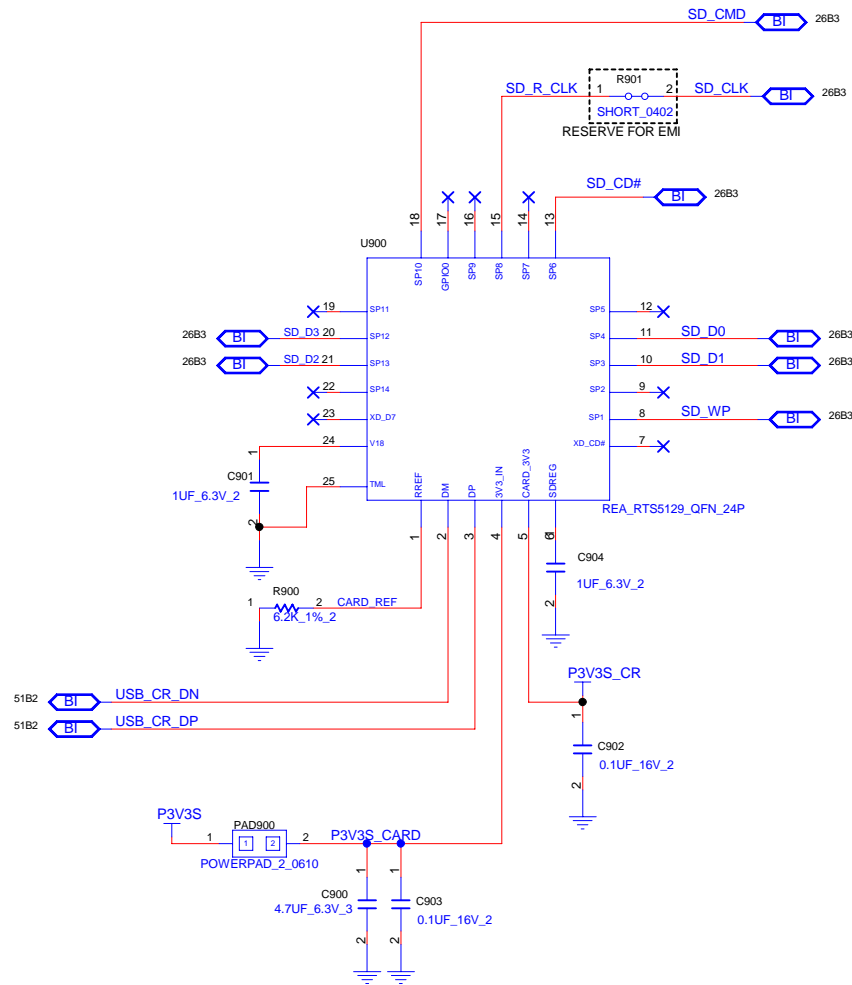 SD_CMD BI 26B3
R901
SD_R_CLK 1 2 SD_CLK BI 26B3
SHORT_0402
RESERVE FOR EMI
SD_CD# BI 26B3
18 17 16 15 14 13
U900
SP10 GPIO0 SP9 SP8 SP7 SP6
19 SP11 SP5 12
26B3 BI SD_D3 20 SP12 SP4 11 SD_D0 BI 26B3
26B3 BI SD_D2 21 SP13 SP3 10 SD_D1 BI 26B3
22 SP14 SP2 9
23 XD_D7 SP1 8 SD_WP BI 26B3
24 V18 XD_CD# 7
1
C901
1UF_6.3V_2
2
25 TML
RREF DM DP 3V3_IN CARD_3V3 SDREG
REA_RTS5129_QFN_24P
1 2 3 4 5 6
1
C904
1UF_6.3V_2
2
R900
1 2 CARD_REF
6.2K_1%_2
P3V3S_CR
51B2 BI USB_CR_DN
51B2 BI USB_CR_DP
1
C902
0.1UF_16V_2
2
P3V3S
PAD900
1 1 2 2 P3V3S_CARD
POWERPAD_2_0610
1 1
C900 C903
4.7UF_6.3V_3 0.1UF_16V_2
2 2